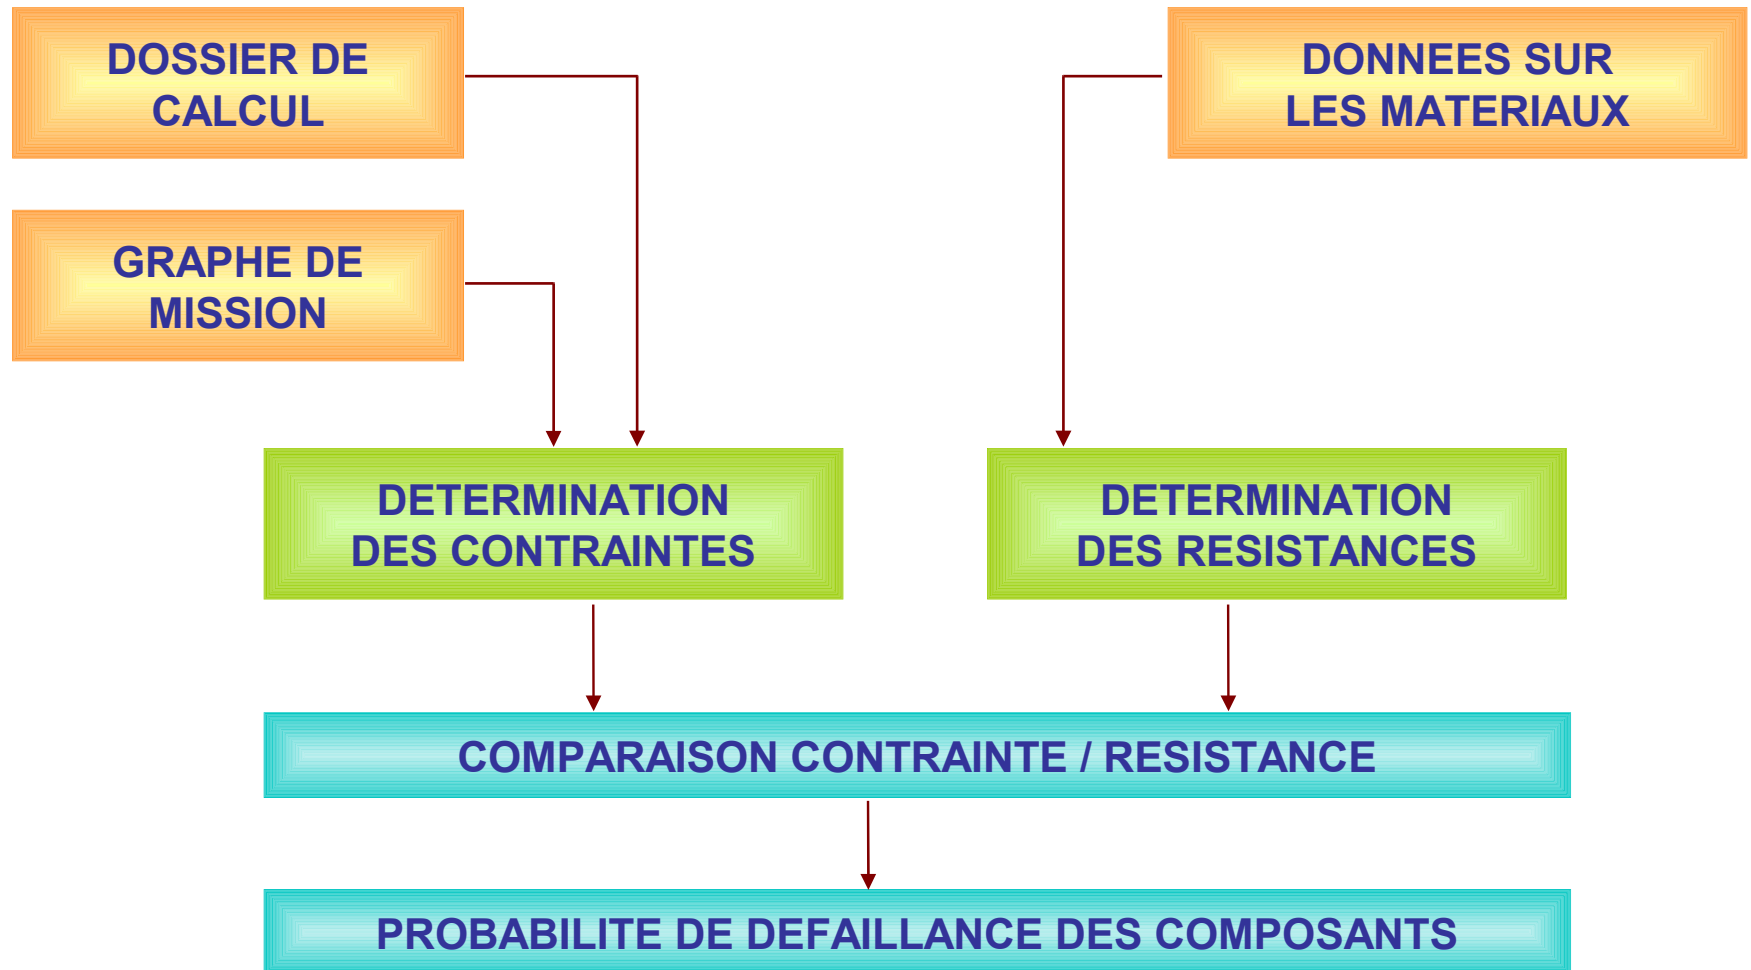 DOSSIER DE
CALCUL
DONNEES SUR
LES MATERIAUX
GRAPHE DE
MISSION
DETERMINATION
DES CONTRAINTES
DETERMINATION
DES RESISTANCES
COMPARAISON CONTRAINTE / RESISTANCE
PROBABILITE DE DEFAILLANCE DES COMPOSANTS